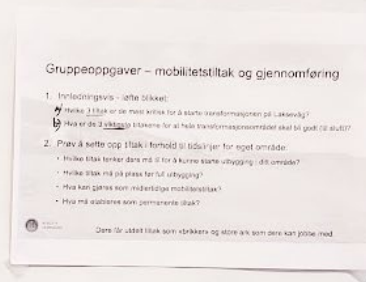 Gruppeoppgaver – mobilitetstiltak og gjennomføring
1. Innledningsvis – løfte blikket:
a) Hvilke 3 tiltak er de mest kritisk for å starte transformasjonen på Laksevåg?
b) Hva er de 3 viktigste tiltakene for at hele transformasjonsområdet skal bli godt (til slutt)?
2. Prøv å sette opp tiltak i forhold til tidslinjer for eget område:
• Hvilke tiltak tenker dere må til for å kunne starte utbygging i ditt område?
• Hvilke tiltak må på plass før full utbygging?
• Hva kan gjøres som midlertidige mobilitetstiltak?
• Hva må etableres som permanente tiltak?
Dere får utdelt tiltak som «brikker» og store ark som dere kan jobbe med